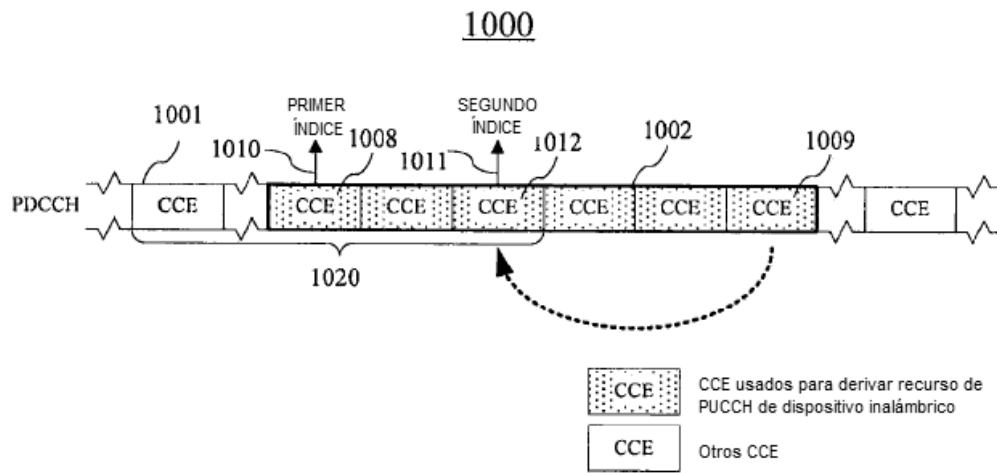 1000
PRIMER
ÍNDICE
SEGUNDO
ÍNDICE
1001
1010
1008
1011
1012
1002
1009
PDCCH
CCE
CCE
CCE
CCE
CCE
CCE
CCE
CCE
1020
CCE
CCE usados para derivar recurso de
PUCCH de dispositivo inalámbrico
CCE
Otros CCE